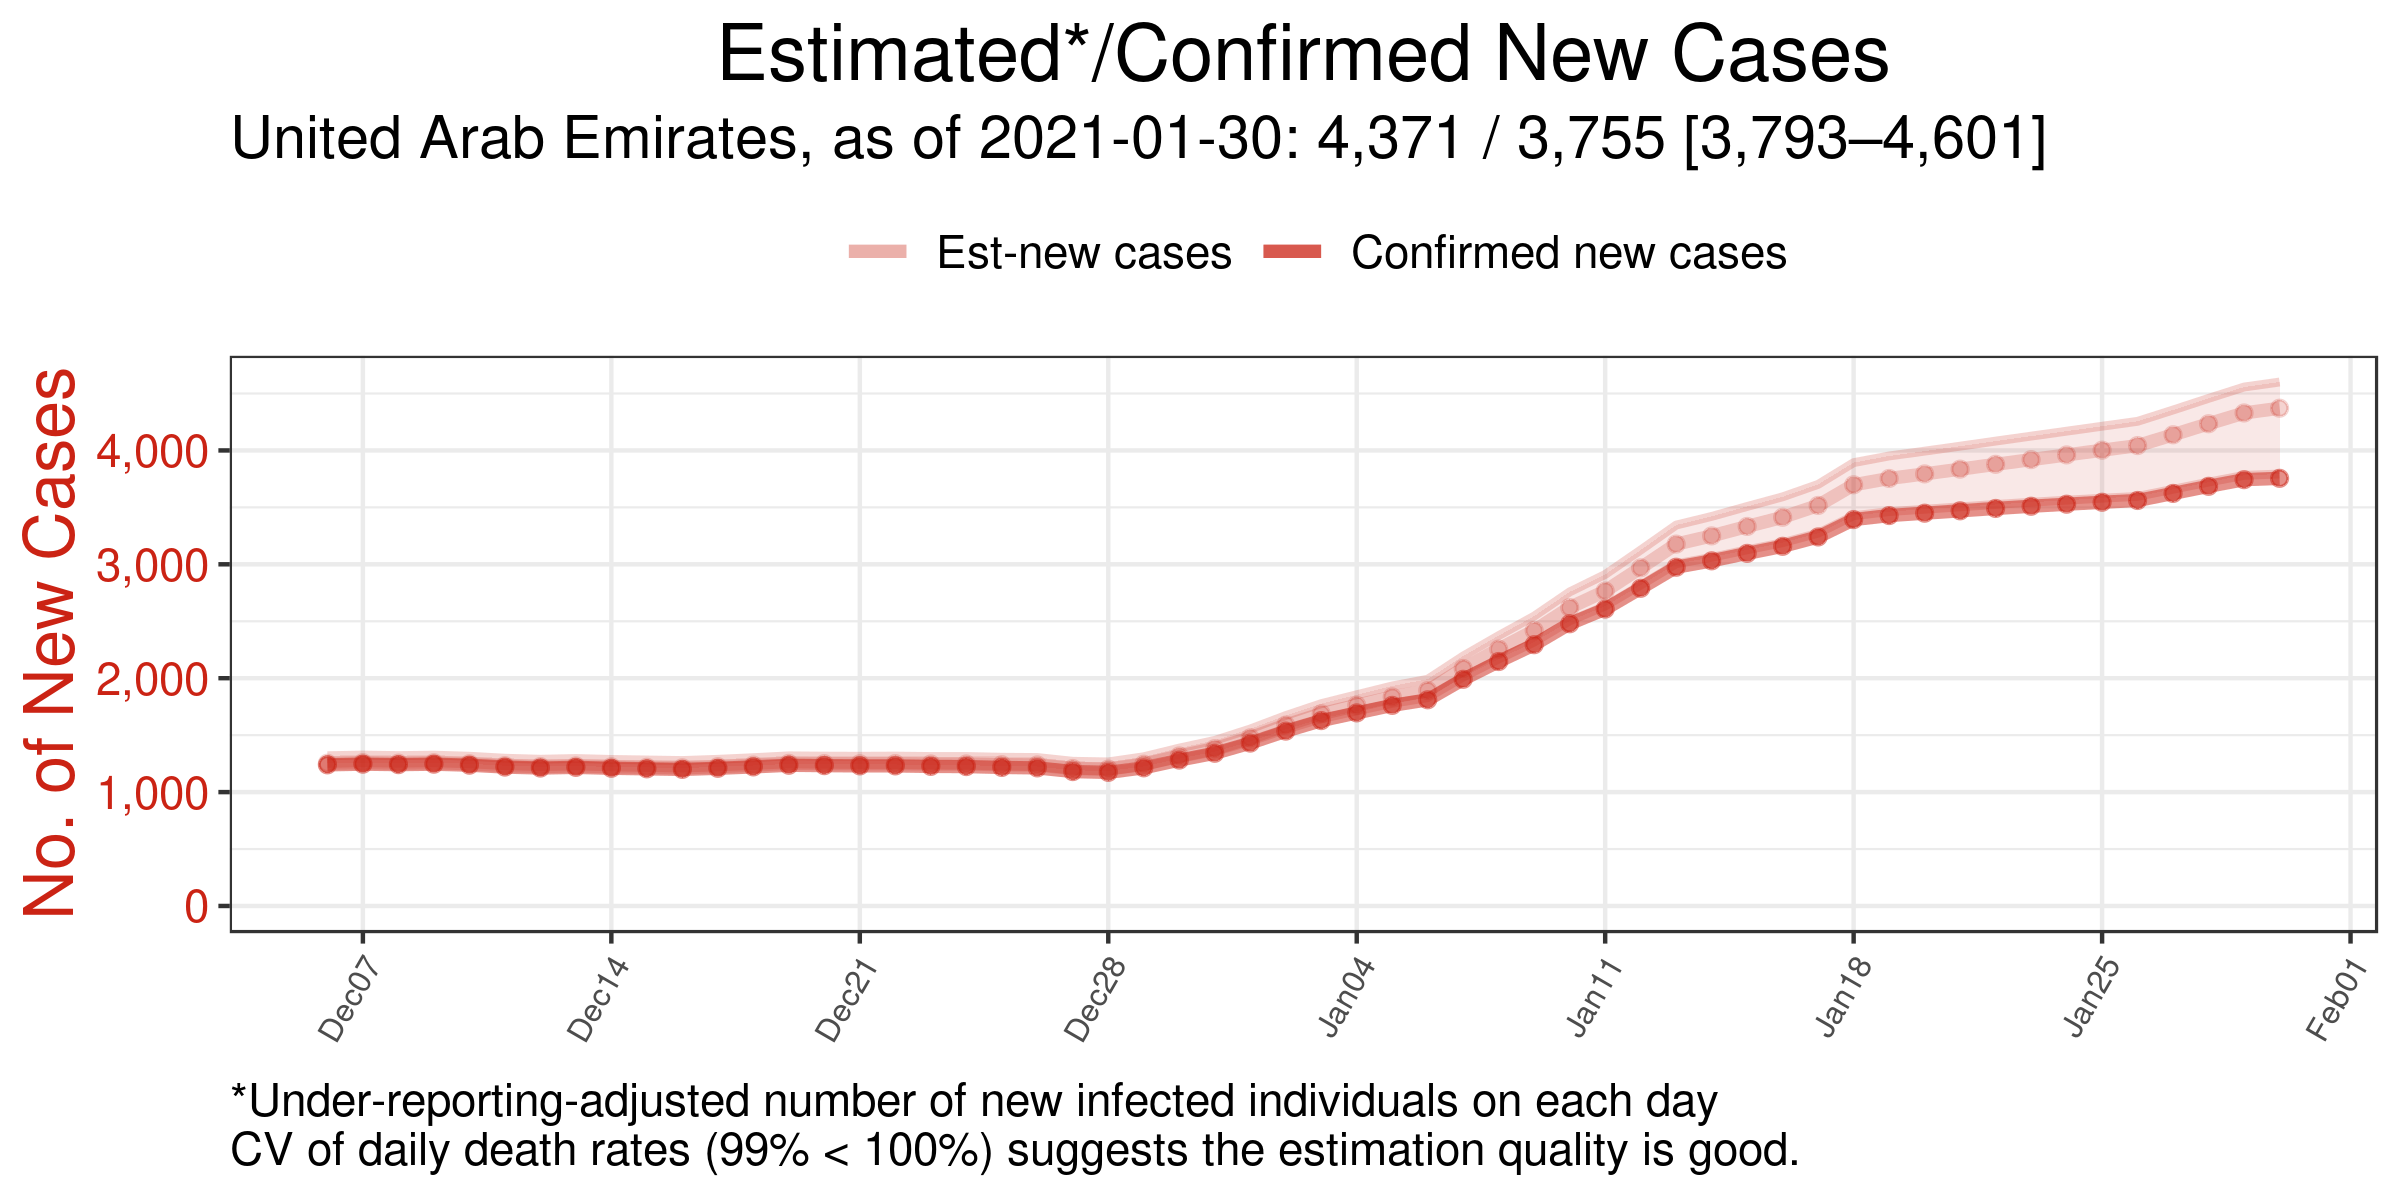 Estimated*/Confirmed New Cases
United Arab Emirates, as of 2021-01-30: 4,371 / 3,755 [3,793–4,601]
Est-new cases Confirmed new cases
No. of New Cases
4,000
3,000
2,000
1,000
0
Dec07 Dec14 Dec21 Dec28 Jan04 Jan11 Jan18 Jan25 Feb01
*Under-reporting-adjusted number of new infected individuals on each day
CV of daily death rates (99% < 100%) suggests the estimation quality is good.